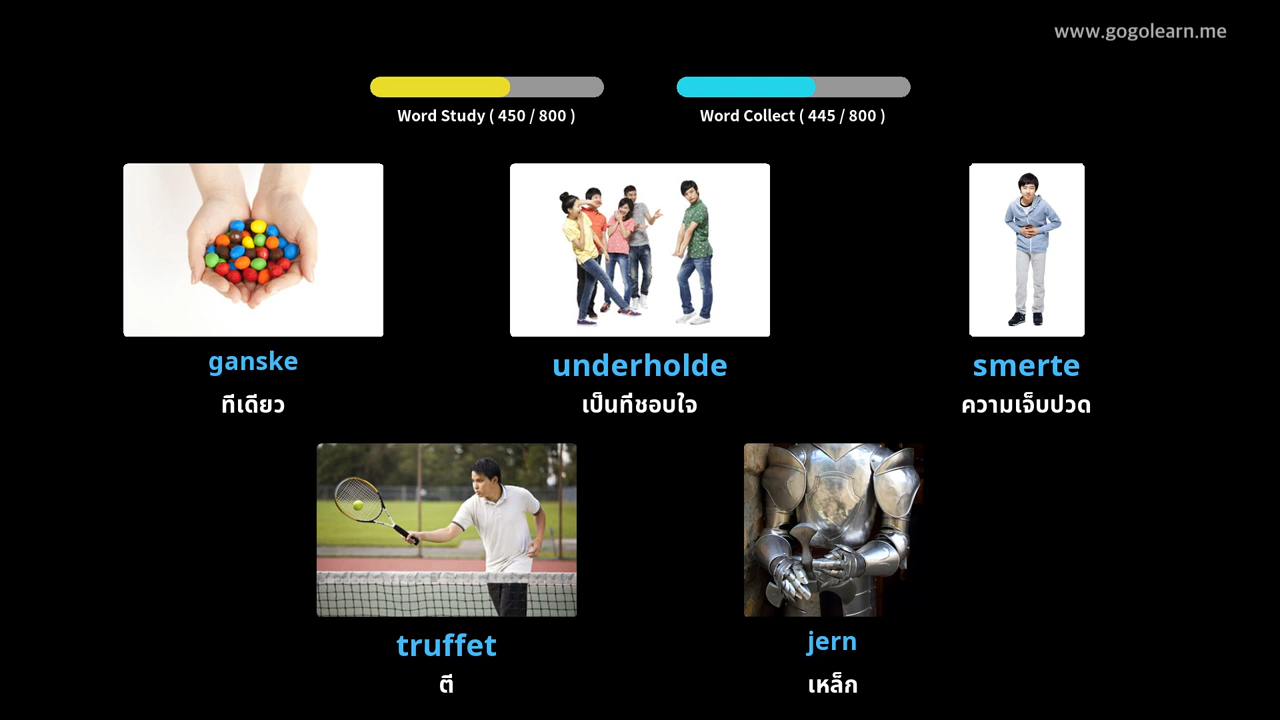 www.gogolearn.me
Word Study ( 450 / 800 )
Word Collect ( 445 / 800 )
ganske
ทีเดียว
underholde
เป็นที่ชอบใจ
smerte
ความเจ็บปวด
truffet
ตี
jern
เหล็ก